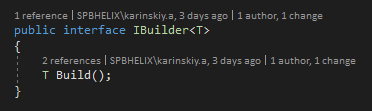 1 reference | SPBHELIX\karinskiy.a, 3 days ago | 1 author, 1 change
public interface IBuilder<T>
{
2 references | SPBHELIX\karinskiy.a, 3 days ago | 1 author, 1 change
T Build();
}